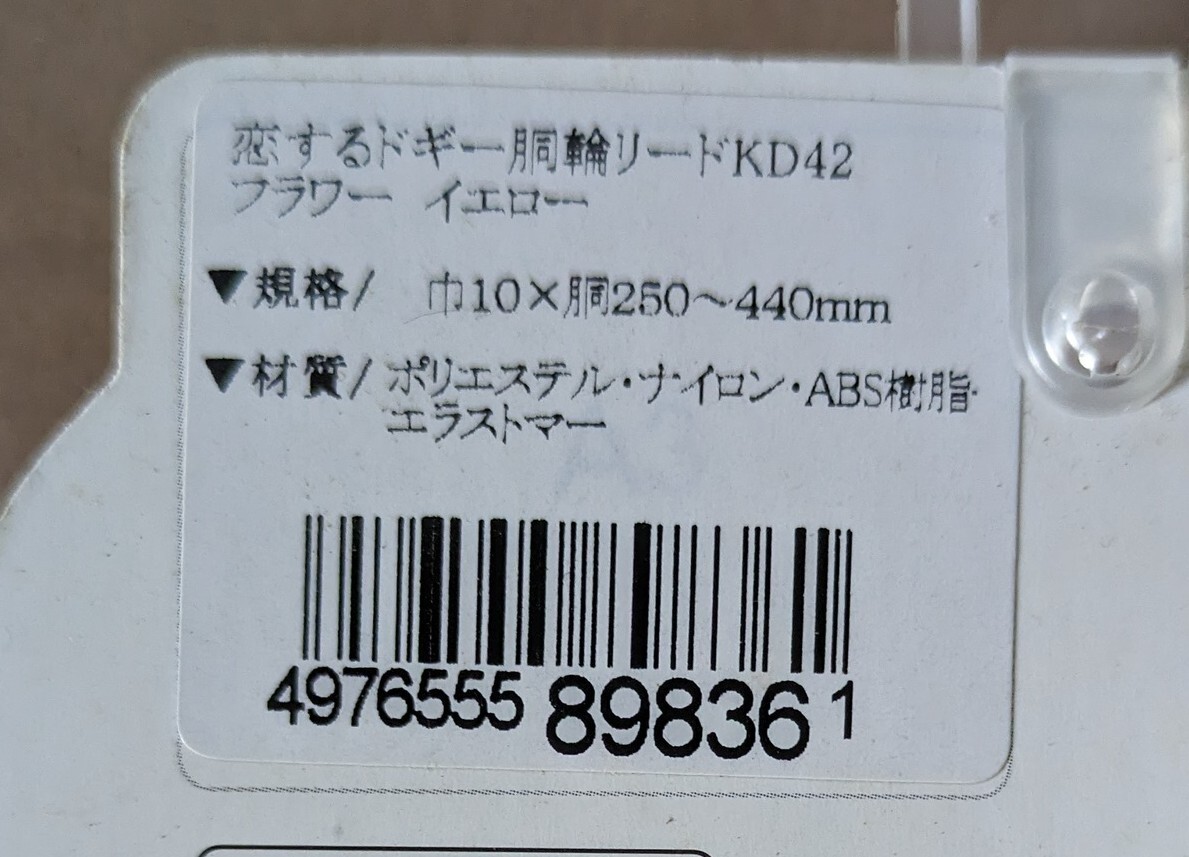 恋するドギー胴輪リードKD42
フラワー　イエロー
▼規格/　巾10×胴250～440mm
▼材質/ポリエステル・ナイロン・ABS樹脂・
エラストマー
4976555 89836 1